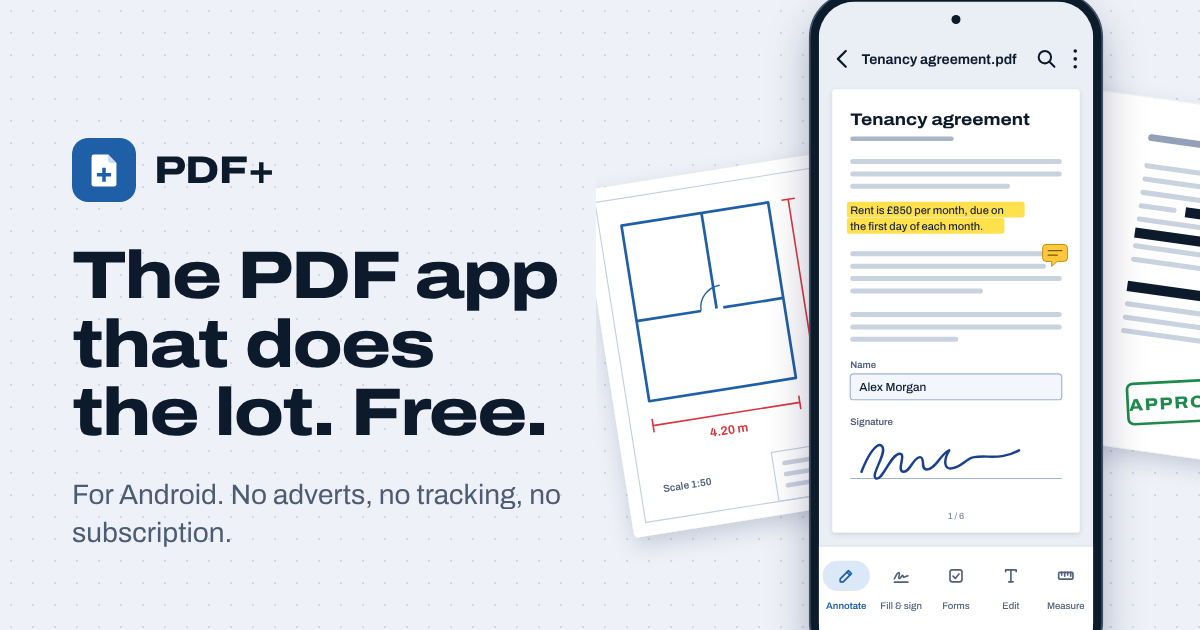 PDF+
The PDF app
that does
the lot. Free.
For Android. No adverts, no tracking, no
subscription.
4.20 m
Scale 1:50
Tenancy agreement.pdf
Tenancy agreement
Rent is £850 per month, due on
the first day of each month.
Name
Alex Morgan
Signature
1 / 6
Annotate
Fill & sign
Forms
Edit
Measure